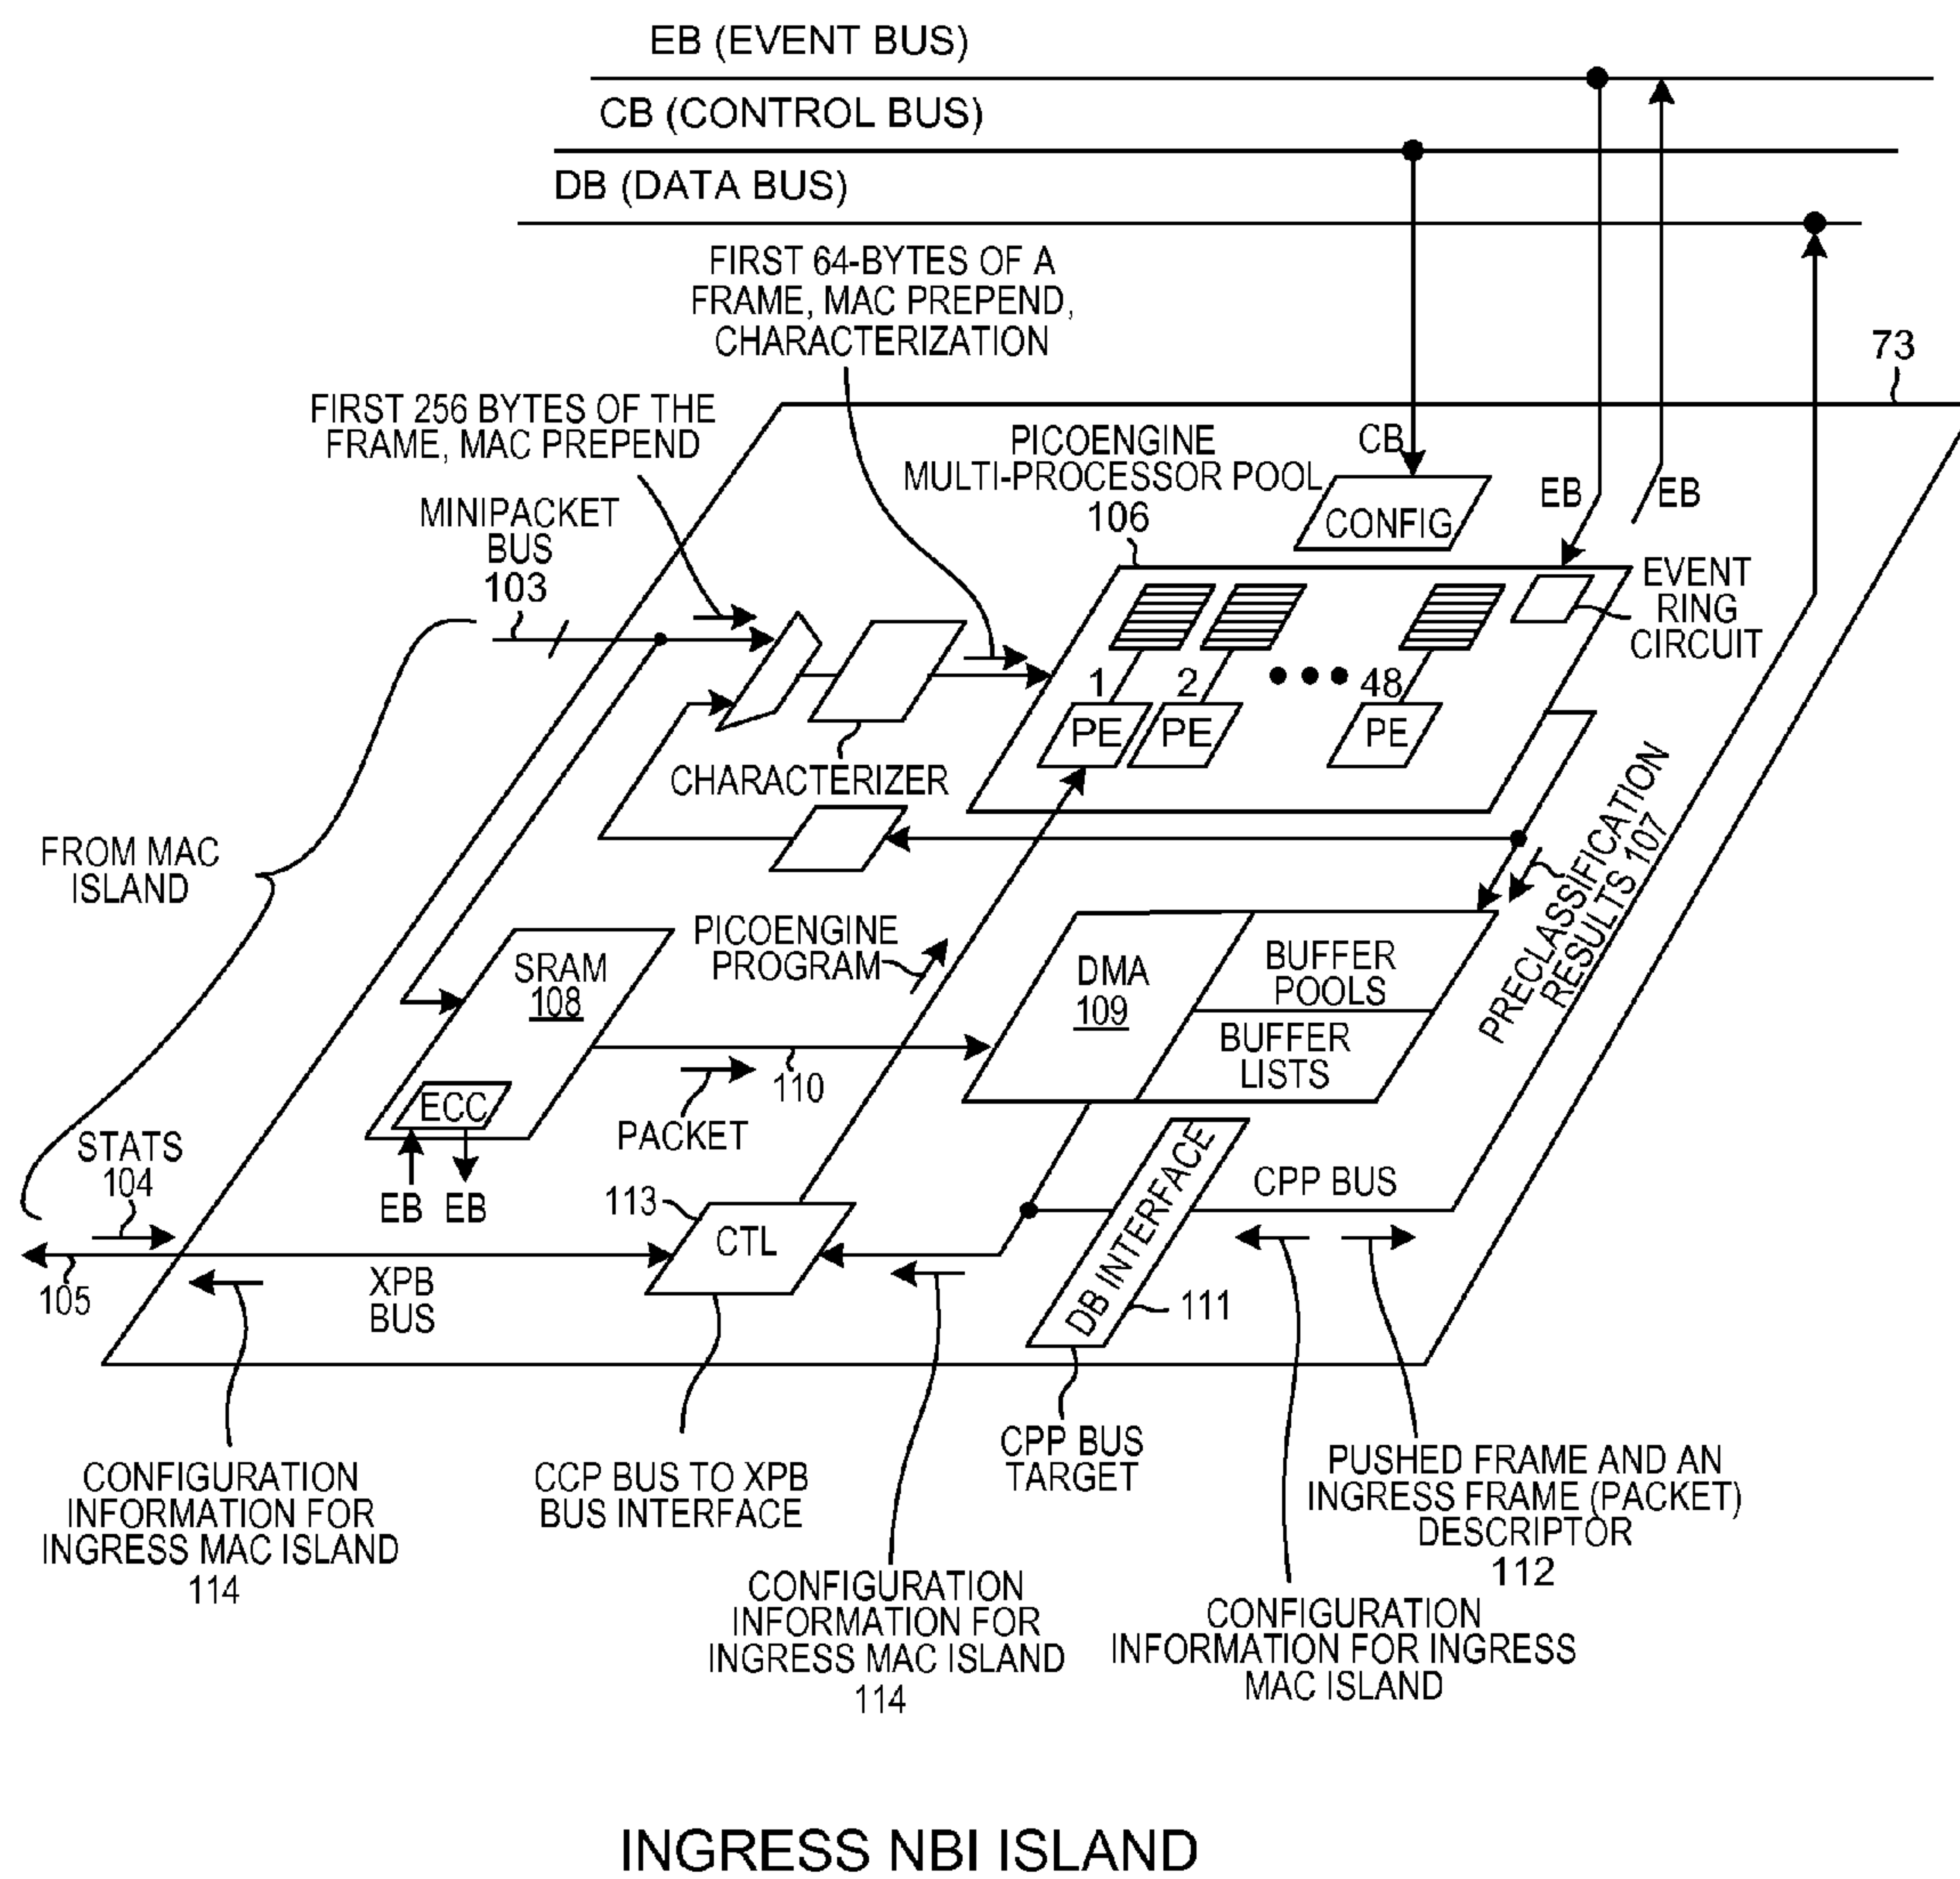 EB (EVENT BUS)
CB (CONTROL BUS)
DB (DATA BUS)
FIRST 64-BYTES OF A
FRAME, MAC PREPEND,
CHARACTERIZATION
73
FIRST 256 BYTES OF THE
FRAME, MAC PREPEND
MINIPACKET
BUS
103
PICOENGINE
MULTI-PROCESSOR POOL
106
CB
CONFIG
EB
EB
EVENT
RING
CIRCUIT
1
2
48
PE
PE
PE
CHARACTERIZER
FROM MAC
ISLAND
PRECLASSIFICATION
RESULTS 107
PICOENGINE
PROGRAM
SRAM
108
ECC
EB
EB
DMA
109
BUFFER
POOLS
BUFFER
LISTS
PACKET
110
STATS
104
105
XPB
BUS
113
CTL
DB INTERFACE
111
CPP BUS
CONFIGURATION
INFORMATION FOR
INGRESS MAC ISLAND
114
CCP BUS TO XPB
BUS INTERFACE
CONFIGURATION
INFORMATION FOR
INGRESS MAC ISLAND
114
CPP BUS
TARGET
CONFIGURATION
INFORMATION FOR INGRESS
MAC ISLAND
PUSHED FRAME AND AN
INGRESS FRAME (PACKET)
DESCRIPTOR
112
INGRESS NBI ISLAND